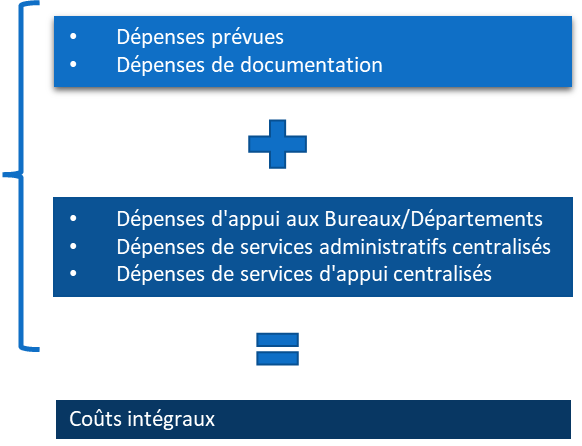 • Dépenses prévues
• Dépenses de documentation
• Dépenses d'appui aux Bureaux/Départements
• Dépenses de services administratifs centralisés
• Dépenses de services d'appui centralisés
Coûts intégraux